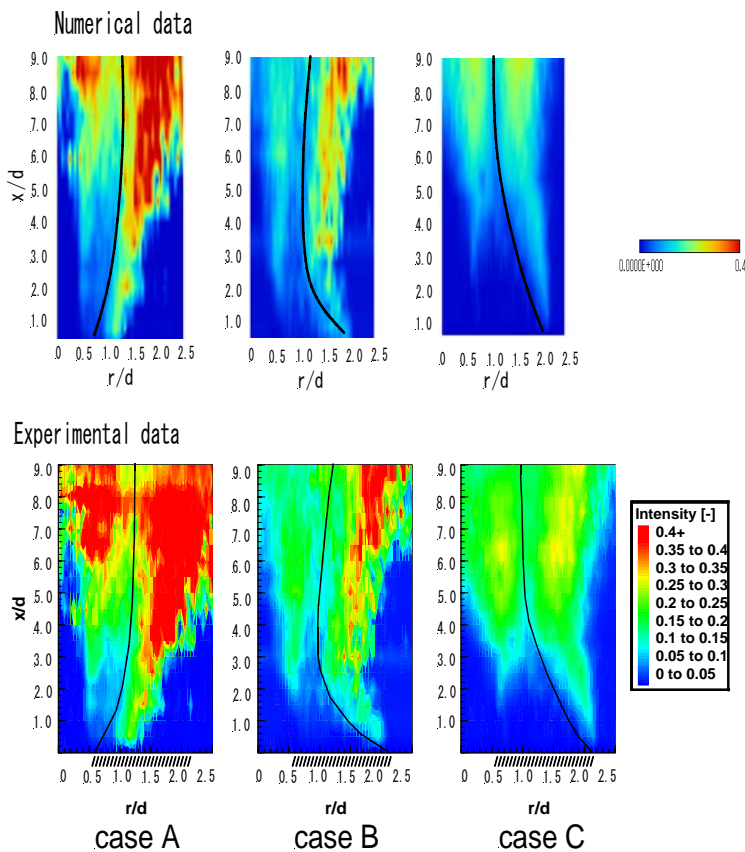 Numerical data
9.0 9.0 9.0
8.0 8.0 8.0
7.0 7.0 7.0
6.0 6.0 6.0
5.0 5.0 5.0
4.0 4.0 4.0
3.0 3.0 3.0
2.0 2.0 2.0
1.0 1.0 1.0
x/d
0 0.5 1.0 1.5 2.0 2.5
0 0.5 1.0 1.5 2.0 2.5
0 0.5 1.0 1.5 2.0 2.5
r/d r/d r/d
0.0000E+000 0.4
Experimental data
9.0 9.0 9.0
8.0 8.0 8.0
7.0 7.0 7.0
6.0 6.0 6.0
5.0 5.0 5.0
4.0 4.0 4.0
3.0 3.0 3.0
2.0 2.0 2.0
1.0 1.0 1.0
x/d
0 0.5 1.0 1.5 2.0 2.5
0 0.5 1.0 1.5 2.0 2.5
0 0.5 1.0 1.5 2.0 2.5
r/d r/d r/d
case A case B case C
Intensity [-]
0.4+
0.35 to 0.4
0.3 to 0.35
0.25 to 0.3
0.2 to 0.25
0.15 to 0.2
0.1 to 0.15
0.05 to 0.1
0 to 0.05